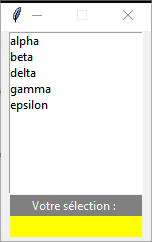 alpha
beta
delta
gamma
epsilon
Votre sélection :